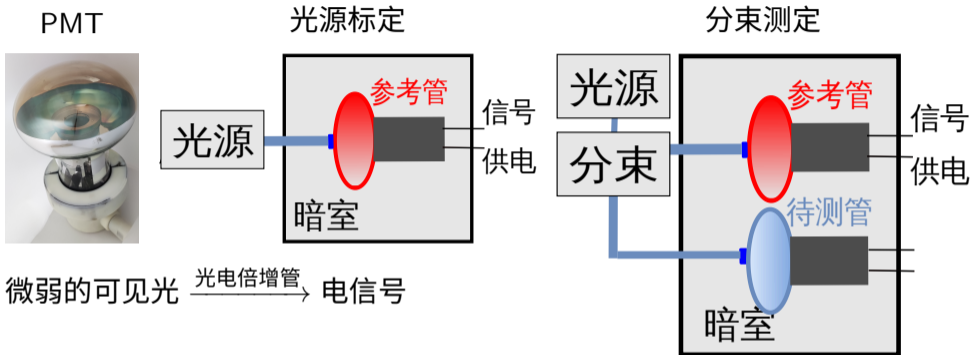 PMT
光源标定
分束测定
光源
参考管
信号
供电
暗室
光源
分束
参考管
信号
供电
待测管
暗室
微弱的可见光 光电倍增管 电信号